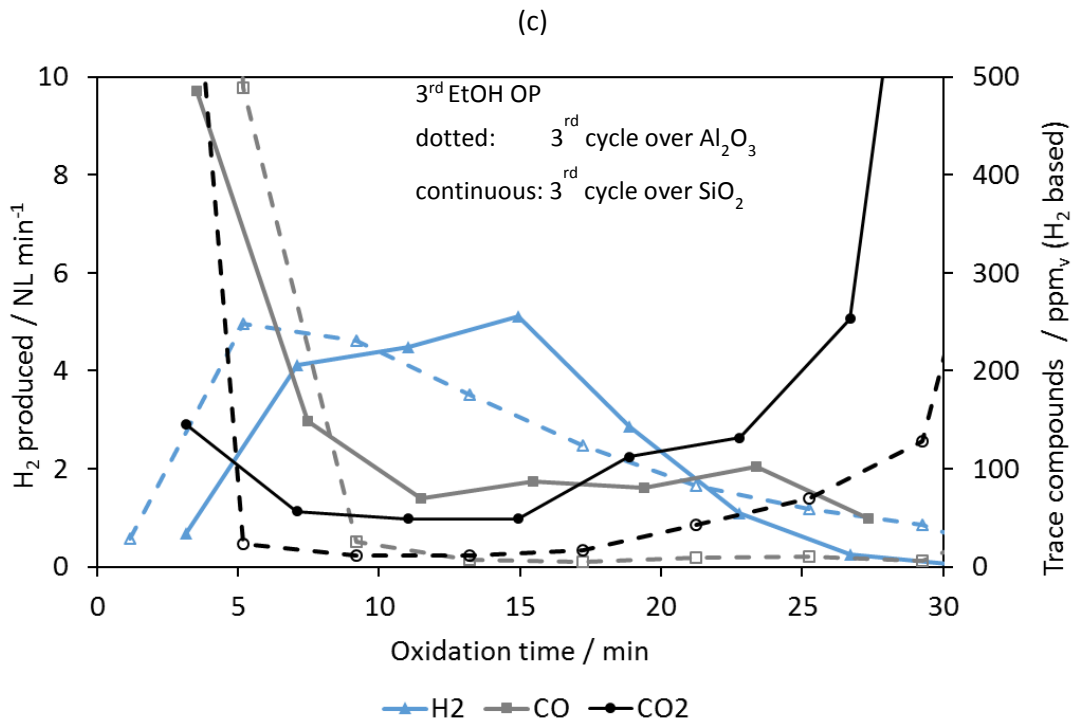 (c)
3rd EtOH OP
dotted: 3rd cycle over Al2O3
continuous: 3rd cycle over SiO2
H2 produced / NL min-1
10
8
6
4
2
0
500
400
300
200
100
0
Trace compounds / ppmv (H2 based)
0 5 10 15 20 25 30
Oxidation time / min
H2 CO CO2